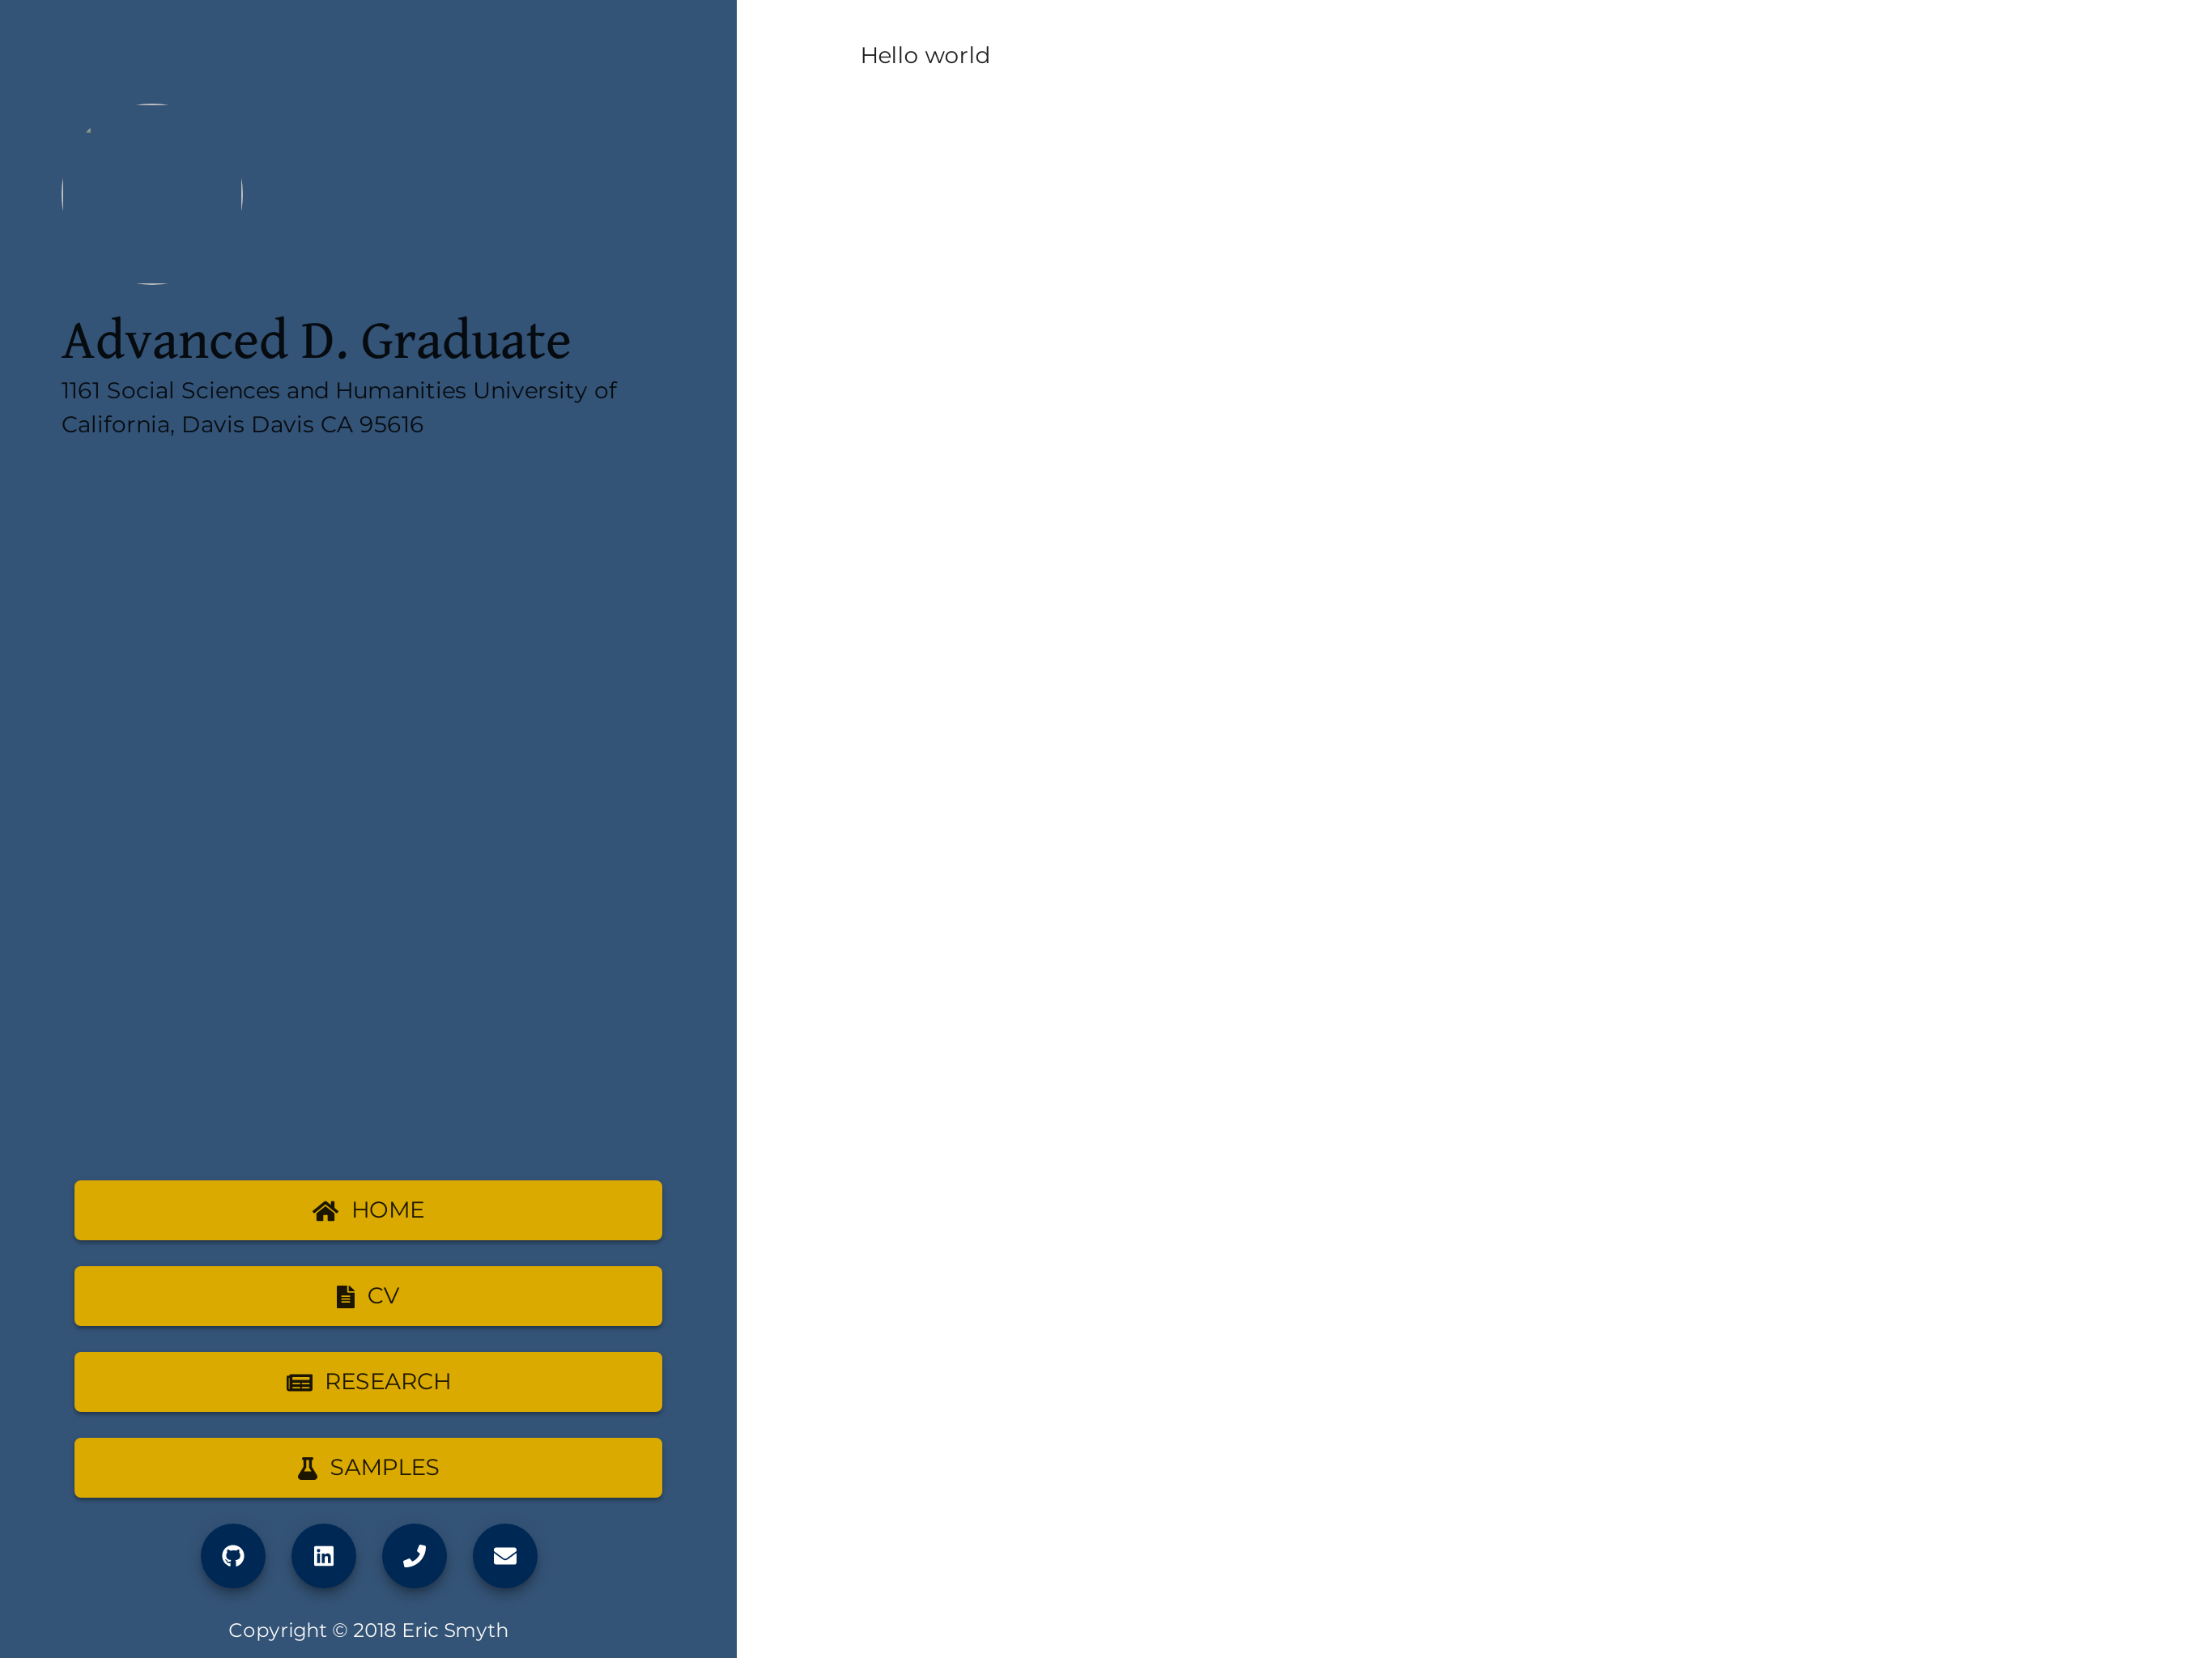 Hello world
Advanced D. Graduate
1161 Social Sciences and Humanities University of
California, Davis Davis CA 95616
HOME
CV
RESEARCH
SAMPLES
Copyright © 2018 Eric Smyth